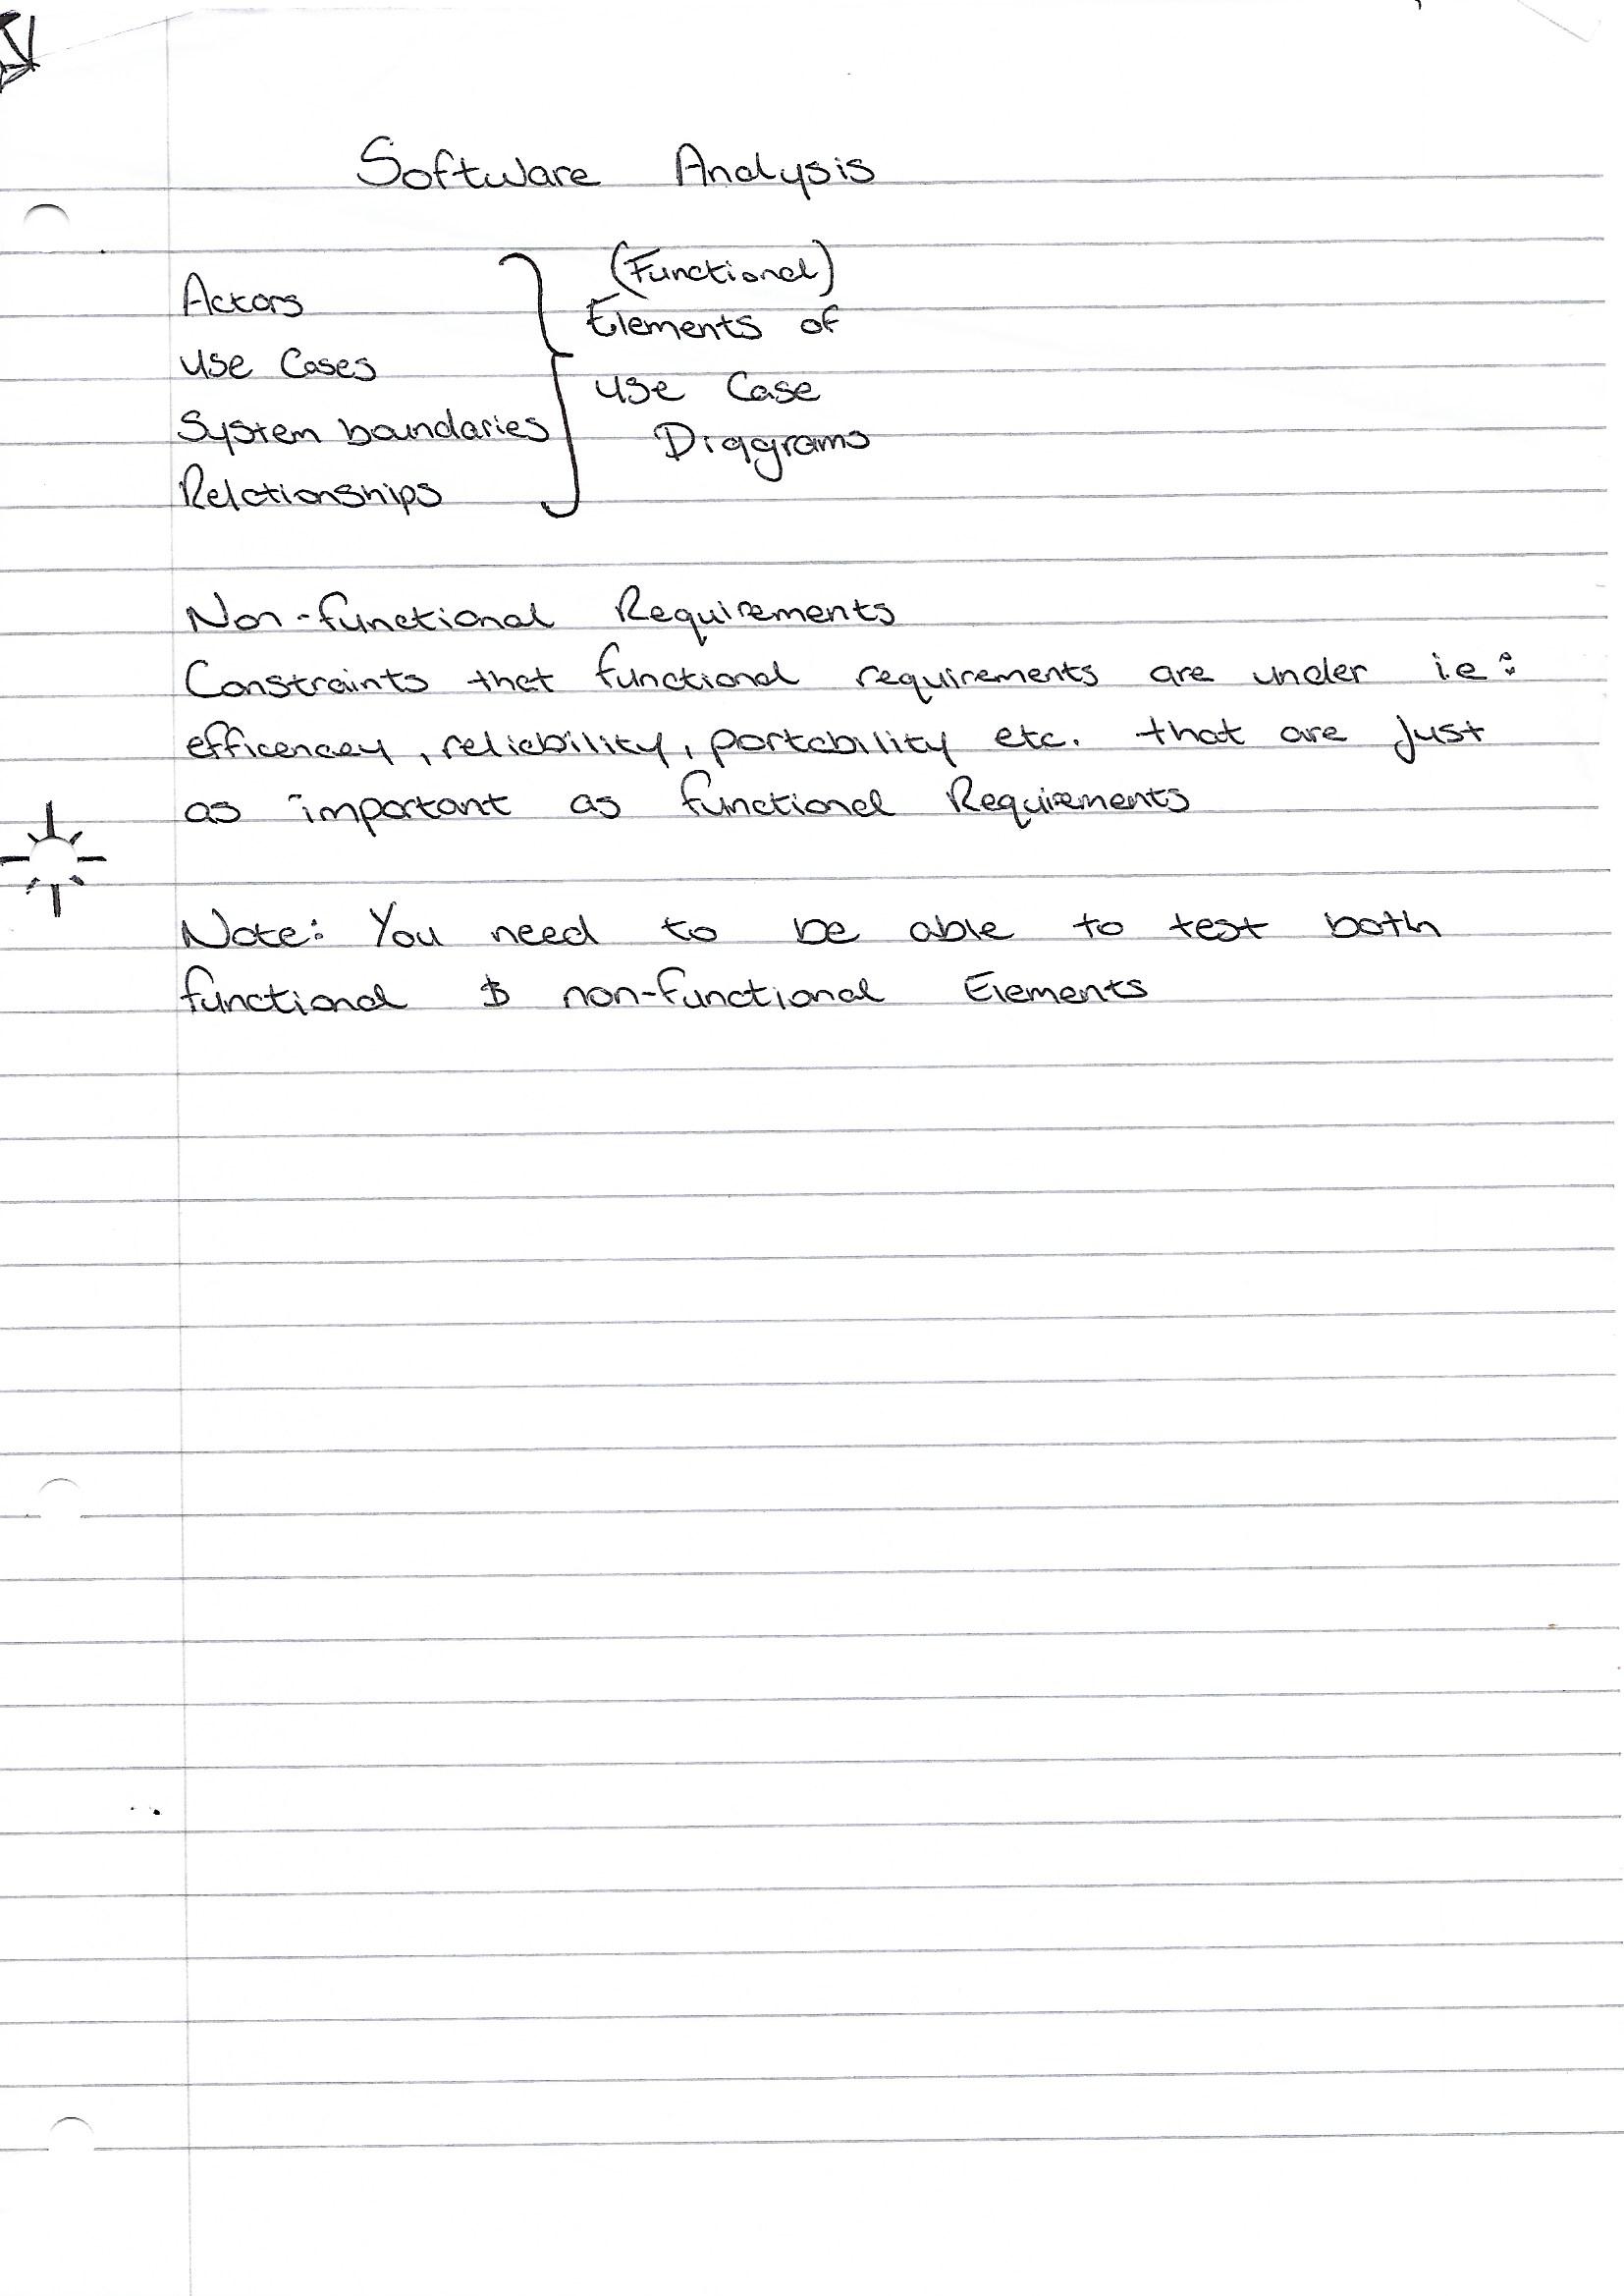 Software Analysis
Actors
Use Cases
System boundaries
Relationships
(Functional)
Elements of
Use Case
Diagrams
Non-functional Requirements
Constraints that functional requirements are under i.e:
efficencey, reliability, portability etc. that are just
as important as functional Requirements
Note: You need to be able to test both
functional & non-functional Elements